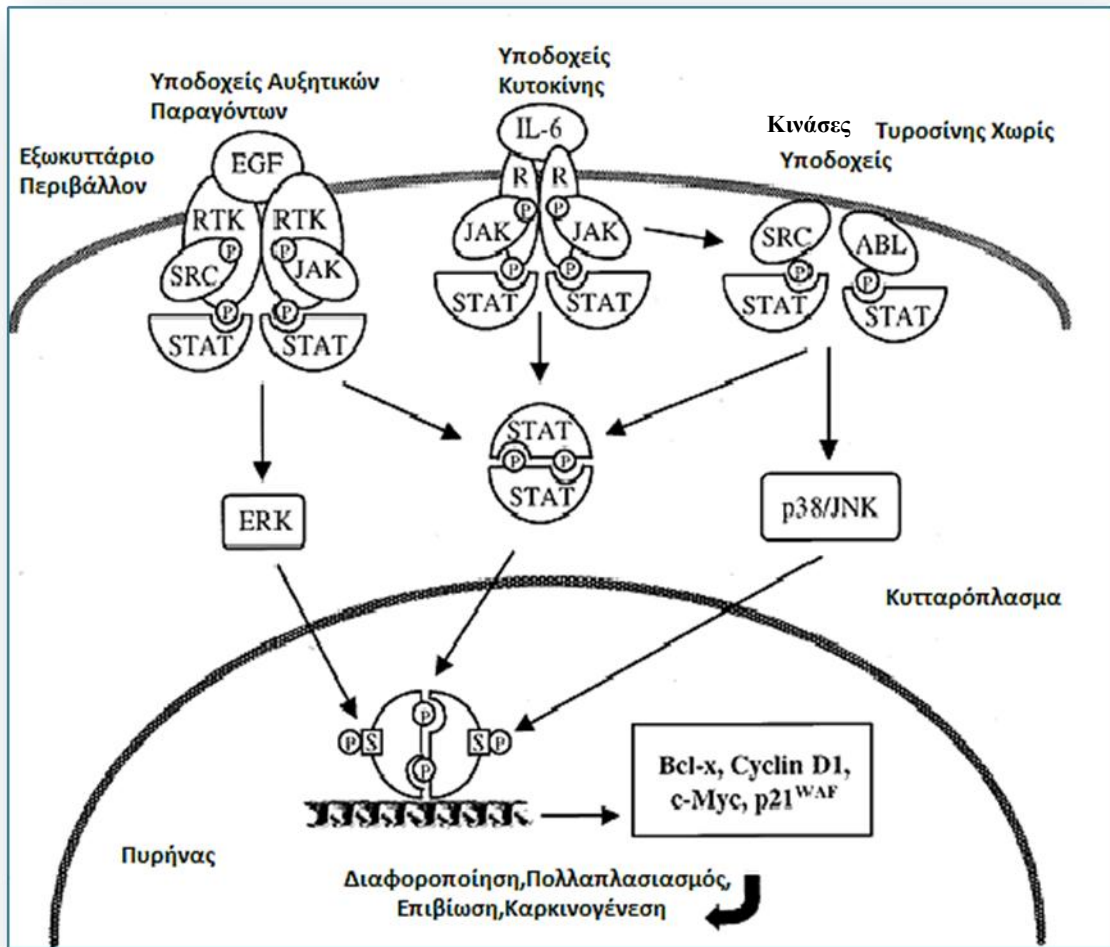 Υποδοχείς Αυξητικών
Παραγόντων
Υποδοχείς
Κυτοκίνης
Κινάσες Τυροσίνης Χωρίς
Υποδοχείς
Εξωκυττάριο
Περιβάλλον
EGF
RTK RTK
P P
SRC JAK
P P
STAT STAT
IL-6
R R
P P
JAK JAK
P P
STAT STAT
SRC ABL
P P
STAT STAT
STAT
P P
STAT
ERK
p38/JNK
Κυτταρόπλασμα
P
P S S P
P
Bcl-x, Cyclin D1,
c-Myc, p21WAF
Πυρήνας
Διαφοροποίηση,Πολλαπλασιασμός,
Επιβίωση,Καρκινογένεση